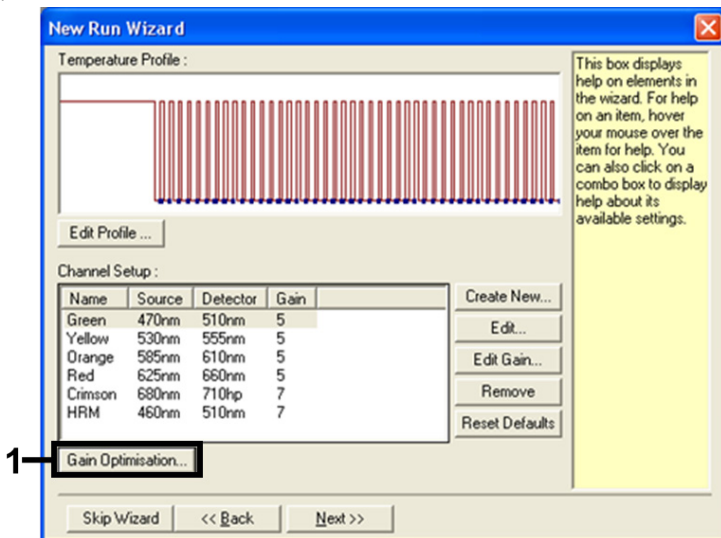 New Run Wizard
Temperature Profile :
This box displays
help on elements in
the wizard. For help
on an item, hover
your mouse over the
item for help. You
can also click on a
combo box to display
help about its
available settings.
Edit Profile ...
Channel Setup :
Name Source Detector Gain
Green 470nm 510nm 5
Yellow 530nm 555nm 5
Orange 585nm 610nm 5
Red 625nm 660nm 5
Crimson 680nm 710hp 7
HRM 460nm 510nm 7
Create New...
Edit...
Edit Gain...
Remove
Reset Defaults
1
Gain Optimisation...
Skip Wizard
<< Back
Next >>